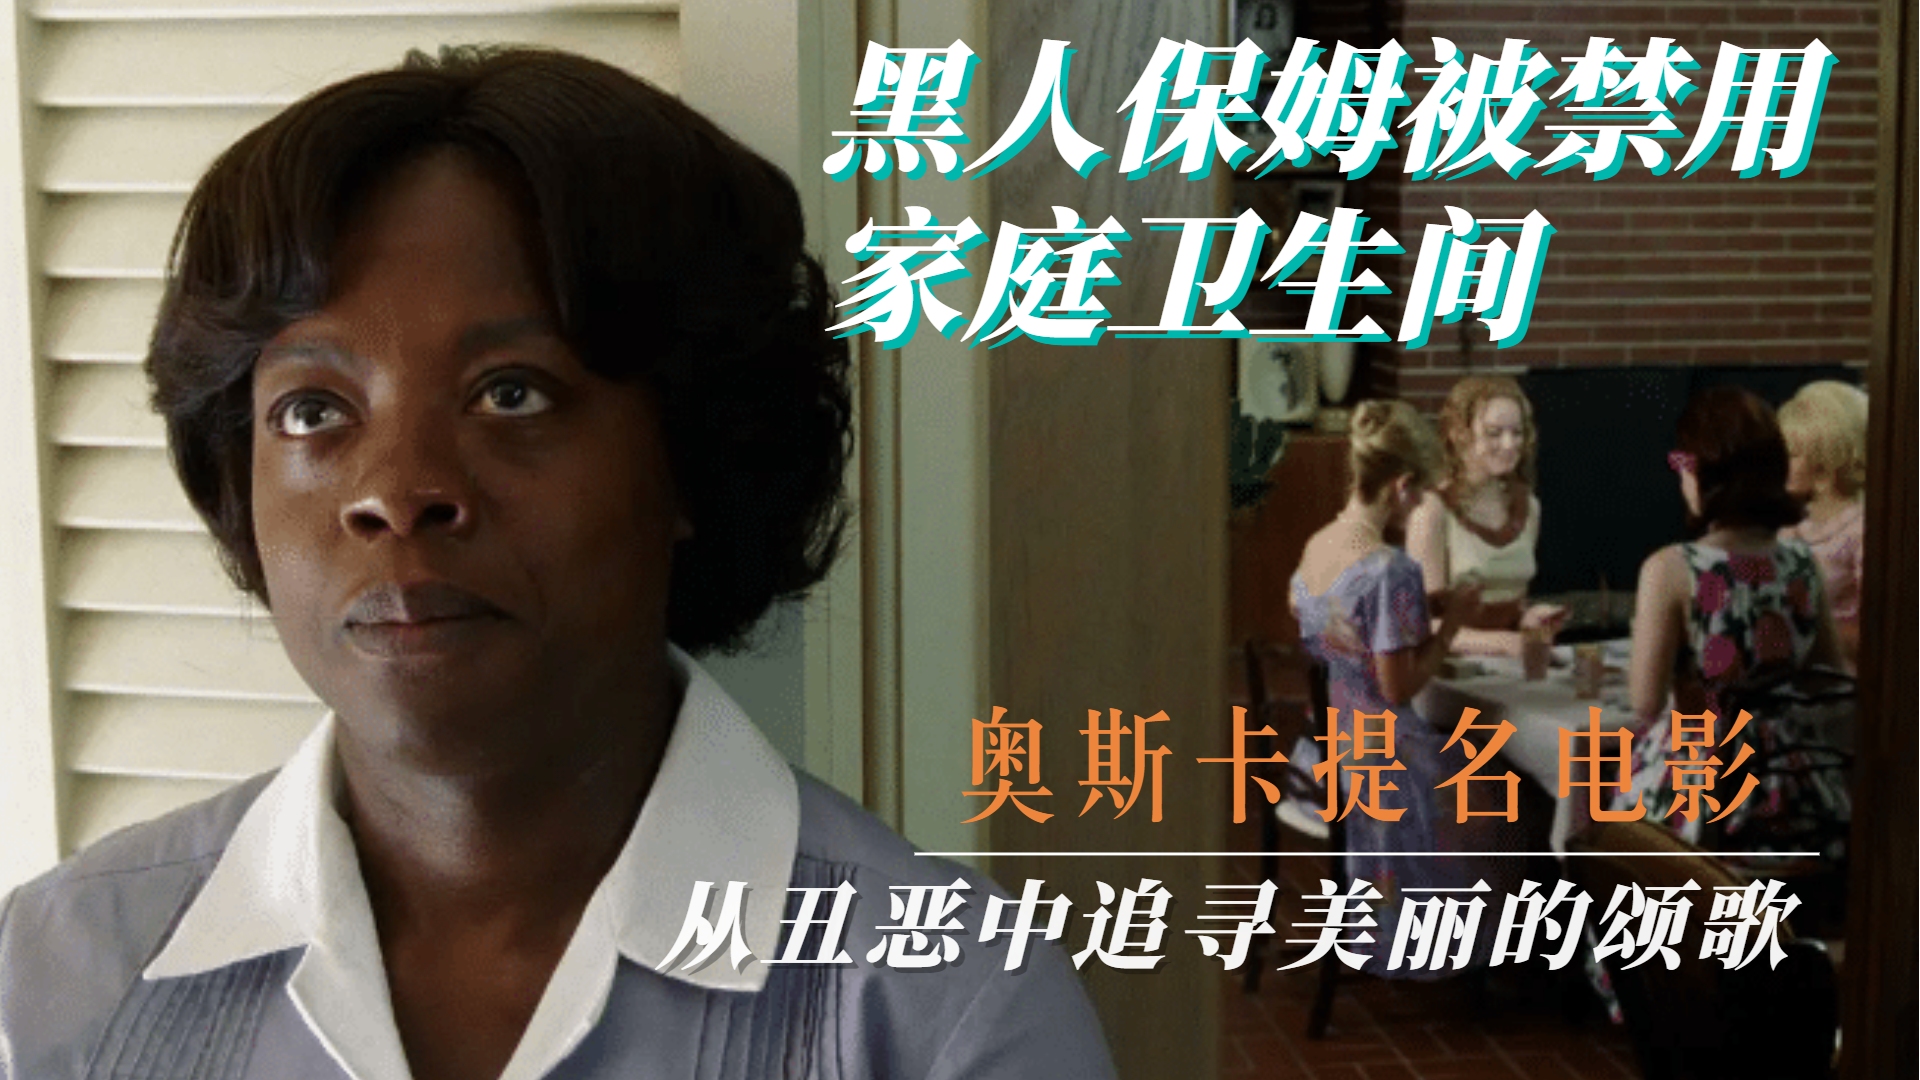 黑人保姆被禁用
家庭卫生间
奥斯卡提名电影
从丑恶中追寻美丽的颂歌